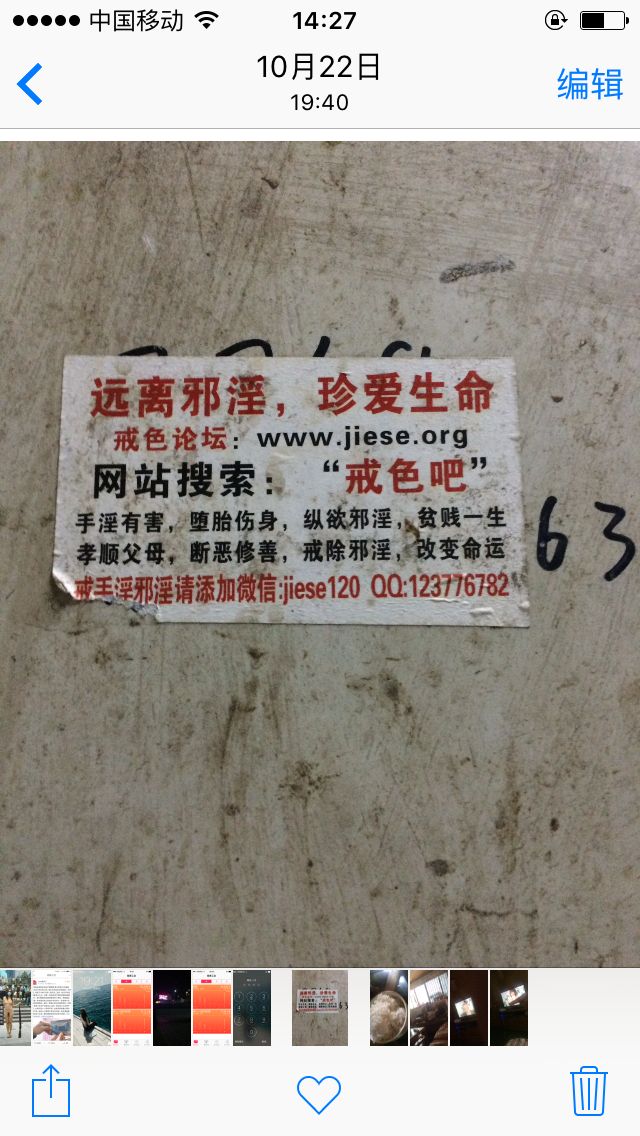 中国移动 14:27
10月22日
19:40
编辑
远离邪淫，珍爱生命
戒色论坛：www.jiese.org
网站搜索：“戒色吧”
手淫有害，堕胎伤身，纵欲邪淫，贫贱一生
孝顺父母，断恶修善，戒除邪淫，改变命运
戒手淫邪淫请添加微信:jiese120 QQ:123776782
63